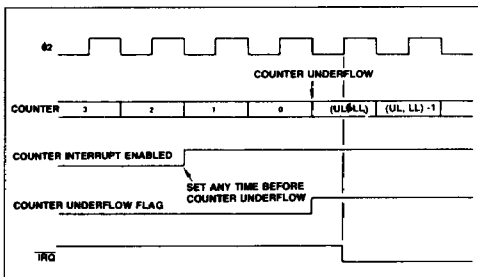 ϕ2
COUNTER UNDERFLOW
COUNTER 3 2 1 0 (UL, LL) (UL, LL) -1
COUNTER INTERRUPT ENABLED
SET ANY TIME BEFORE
COUNTER UNDERFLOW
COUNTER UNDERFLOW FLAG
IRQ